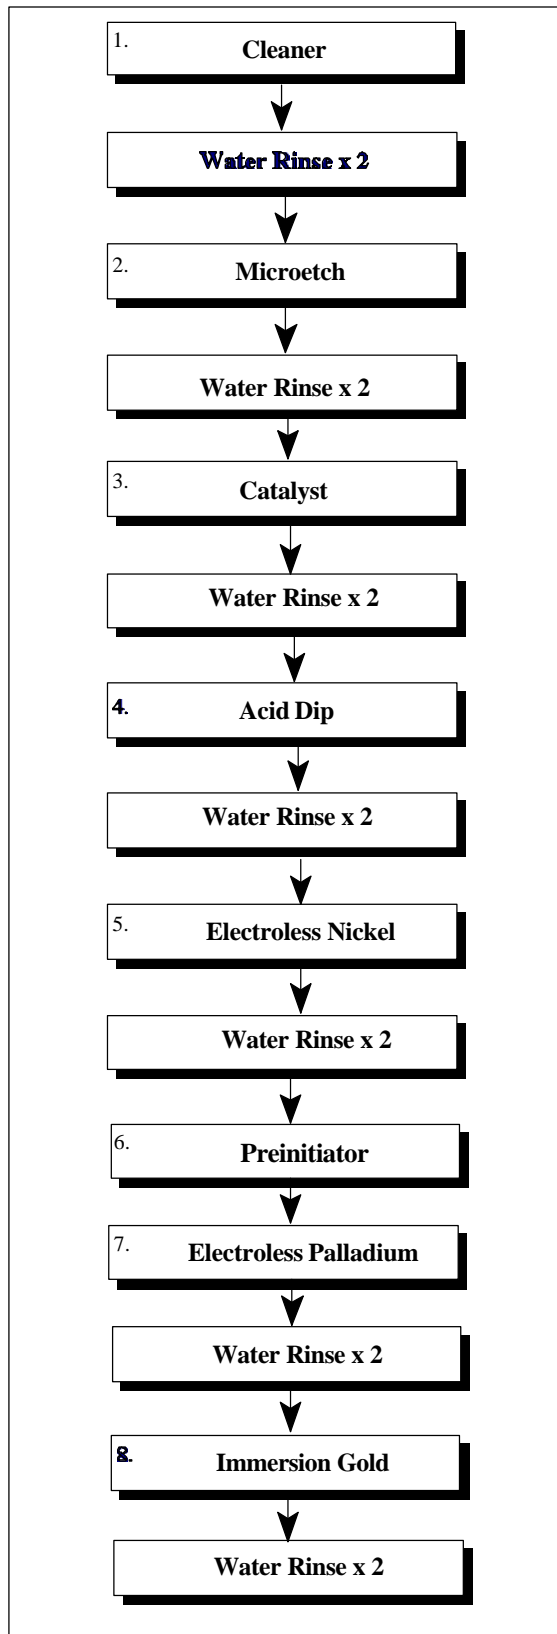 1. Cleaner
Water Rinse x 2
2. Microetch
Water Rinse x 2
3. Catalyst
Water Rinse x 2
4. Acid Dip
Water Rinse x 2
5. Electroless Nickel
Water Rinse x 2
6. Preinitiator
7. Electroless Palladium
Water Rinse x 2
8. Immersion Gold
Water Rinse x 2